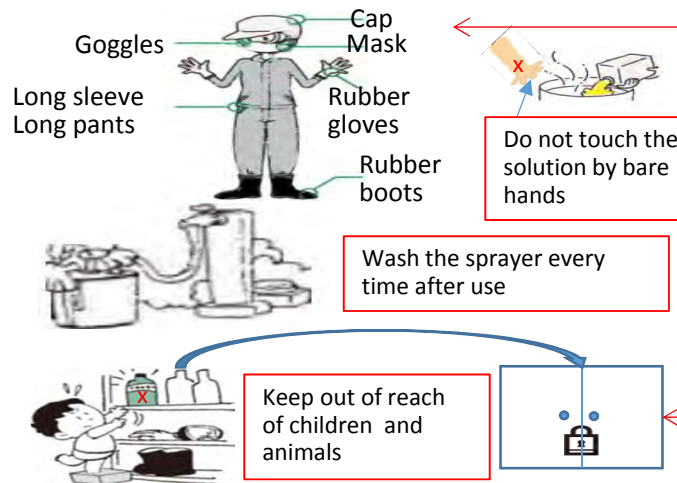 Cap
Goggles
Mask
Long sleeve
Long pants
Rubber
gloves
Rubber
boots
X
Do not touch the
solution by bare
hands
Wash the sprayer every
time after use
X
Keep out of reach
of children and
animals